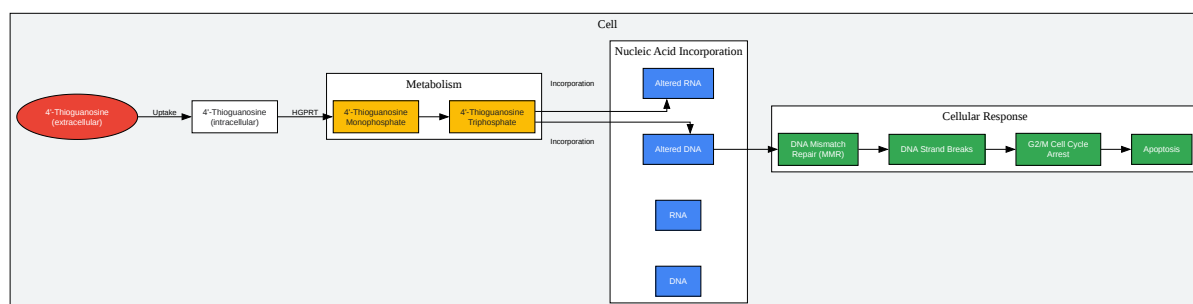 Cell
Nucleic Acid Incorporation
Metabolism
Incorporation
Altered RNA
4'-Thioguanosine
(extracellular)
Uptake
4'-Thioguanosine
(intracellular)
HGPRT
4'-Thioguanosine
Monophosphate
4'-Thioguanosine
Triphosphate
Incorporation
Altered DNA
Cellular Response
DNA Mismatch
Repair (MMR)
DNA Strand Breaks
G2/M Cell Cycle
Arrest
Apoptosis
RNA
DNA